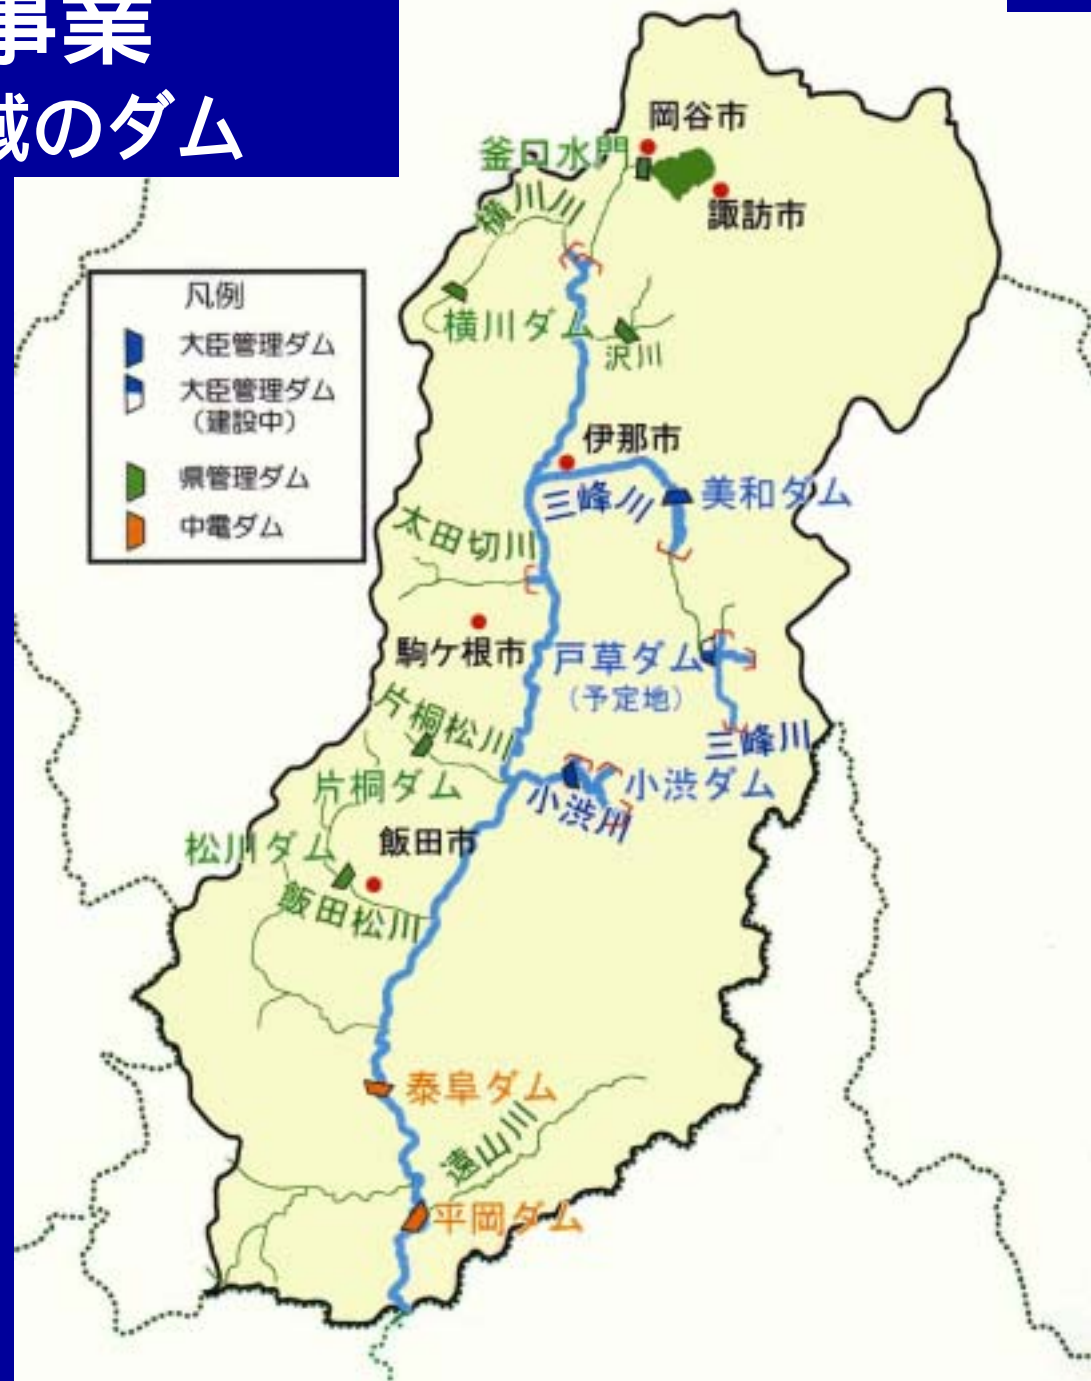 事業
域のダム
岡谷市
釜口水門
諏訪市
横川川
横川ダム
沢川
凡例
大臣管理ダム
大臣管理ダム
（建設中）
県管理ダム
中電ダム
伊那市
三峰川
美和ダム
太田切川
駒ケ根市
戸草ダム
（予定地）
三峰川
片桐松川
片桐ダム
小渋ダム
小渋川
松川ダム
飯田市
飯田松川
泰阜ダム
遠山川
平岡ダム